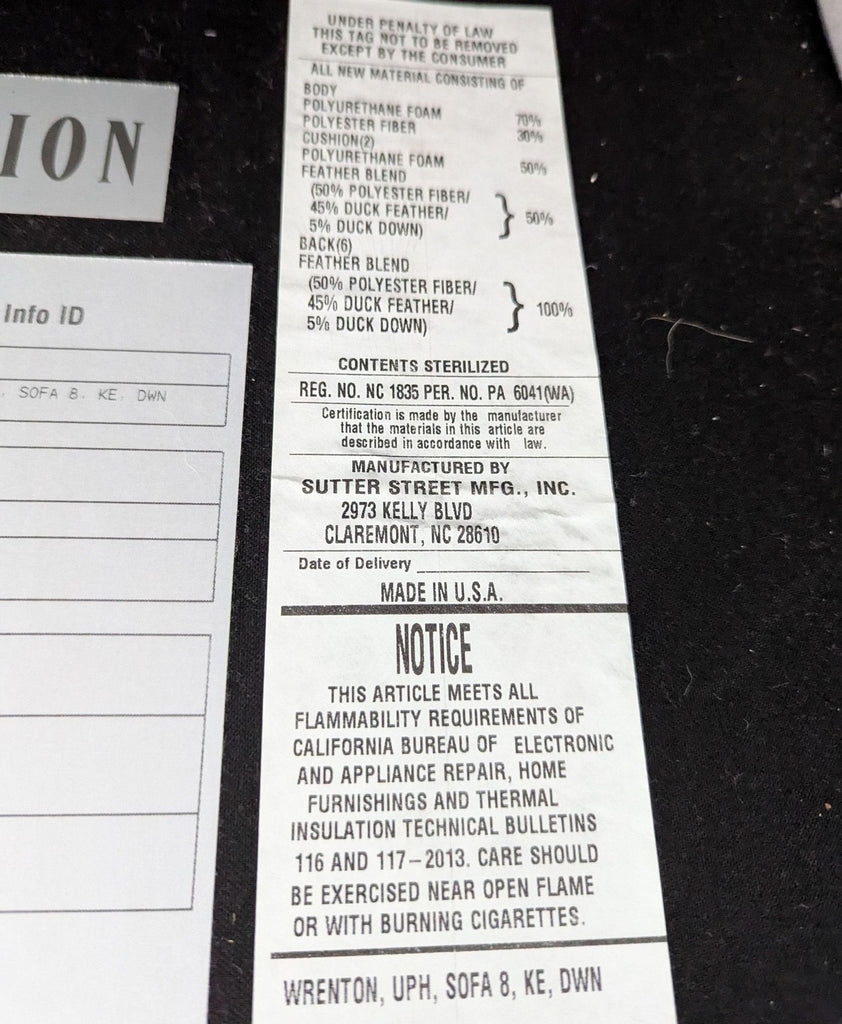 ION
Info ID
. SOFA 8. KE. DWN
UNDER PENALTY OF LAW
THIS TAG NOT TO BE REMOVED
EXCEPT BY THE CONSUMER
ALL NEW MATERIAL CONSISTING OF
BODY
POLYURETHANE FOAM 70%
POLYESTER FIBER 30%
CUSHION(2)
POLYURETHANE FOAM 50%
FEATHER BLEND
(50% POLYESTER FIBER/
45% DUCK FEATHER/ } 50%
5% DUCK DOWN)
BACK(6)
FEATHER BLEND
(50% POLYESTER FIBER/
45% DUCK FEATHER/ } 100%
5% DUCK DOWN)
CONTENTS STERILIZED
REG. NO. NC 1835 PER. NO. PA 6041(WA)
Certification is made by the manufacturer
that the materials in this article are
described in accordance with law.
MANUFACTURED BY
SUTTER STREET MFG., INC.
2973 KELLY BLVD
CLAREMONT, NC 28610
Date of Delivery
MADE IN U.S.A.
NOTICE
THIS ARTICLE MEETS ALL
FLAMMABILITY REQUIREMENTS OF
CALIFORNIA BUREAU OF ELECTRONIC
AND APPLIANCE REPAIR, HOME
FURNISHINGS AND THERMAL
INSULATION TECHNICAL BULLETINS
116 AND 117–2013. CARE SHOULD
BE EXERCISED NEAR OPEN FLAME
OR WITH BURNING CIGARETTES.
WRENTON, UPH, SOFA 8, KE, DWN